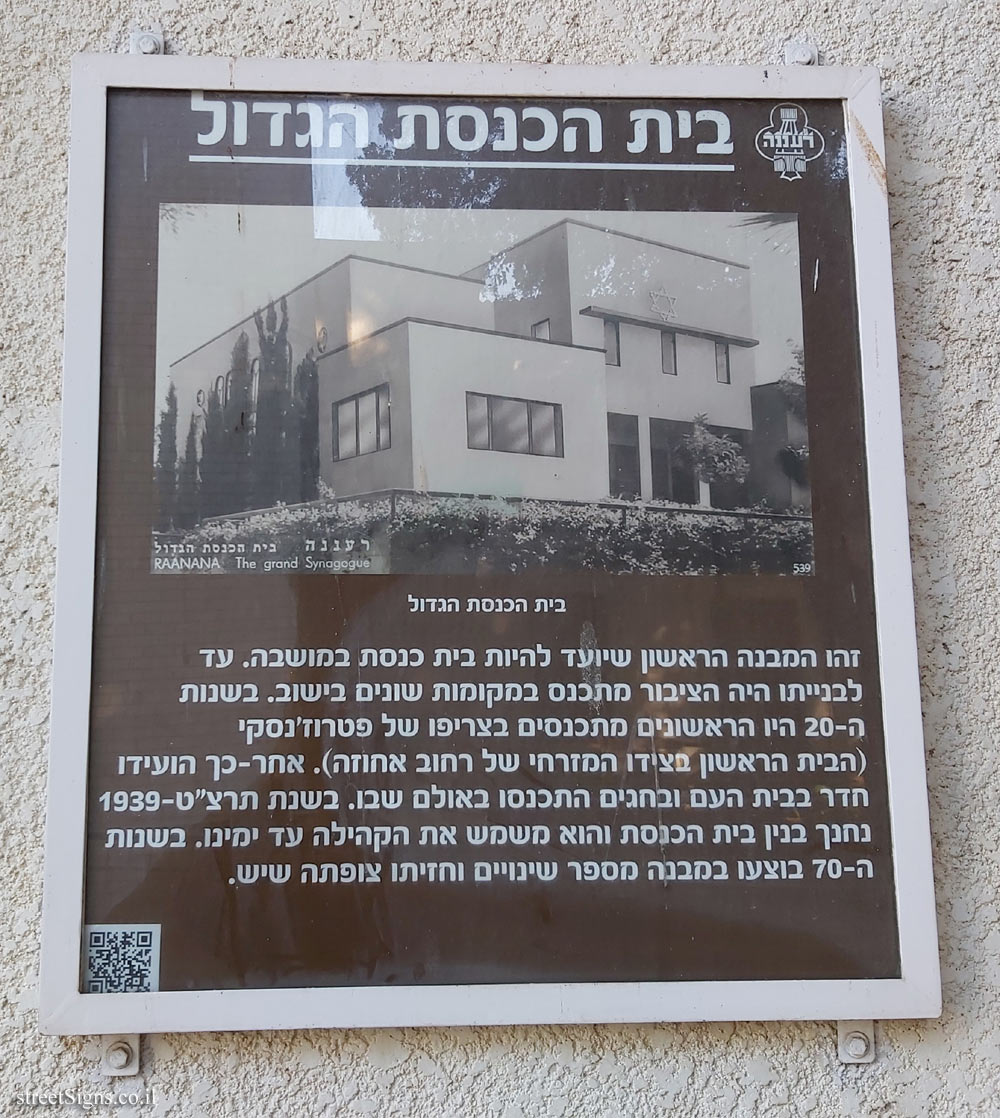 בית הכנסת הגדול
רעננה
רעננה בית הכנסת הגדול
RAANANA The grand Synagogue
539
בית הכנסת הגדול
זהו המבנה הראשון שיועד להיות בית כנסת במושבה. עד
לבנייתו היה הציבור מתכנס במקומות שונים בישוב. בשנות
ה-20 היו הראשונים מתכנסים בצריפו של פטרוז'נסקי
(הבית הראשון בצידו המזרחי של רחוב אחוזה). אחר-כך הועידו
חדר בבית העם ובחגים התכנסו באולם שבו. בשנת תרצ"ט-1939
נחנך בנין בית הכנסת והוא משמש את הקהילה עד ימינו. בשנות
ה-70 בוצעו במבנה מספר שינויים וחזיתו צופתה שיש.
streetSigns.co.il